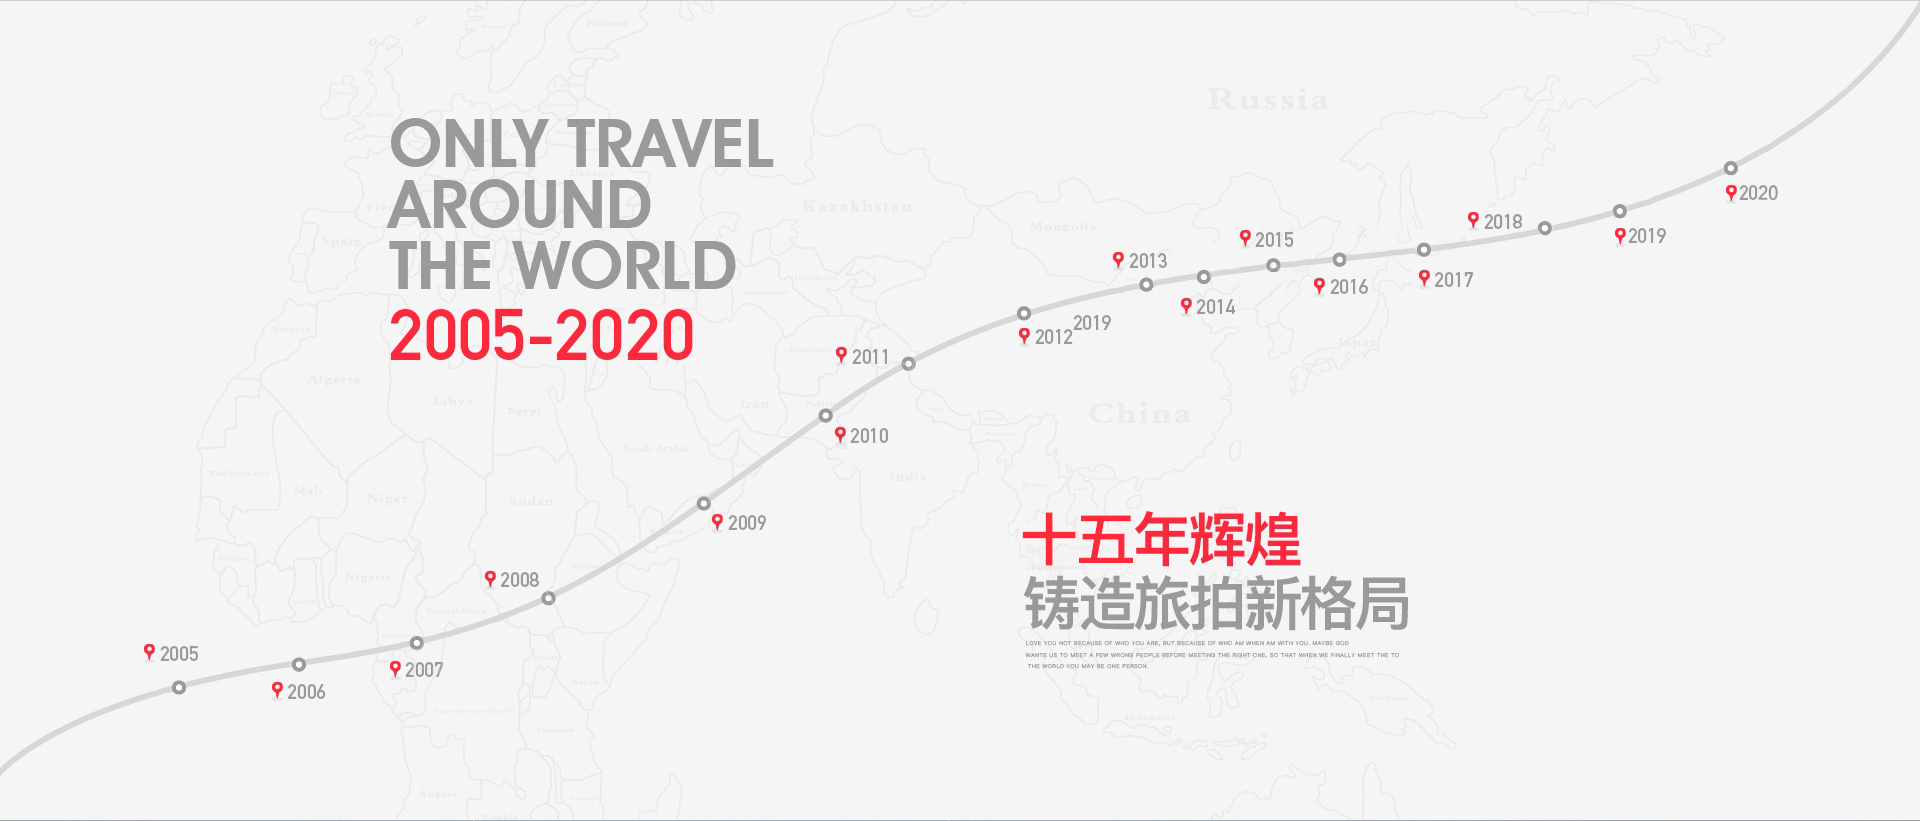 ONLY TRAVEL
AROUND
THE WORLD
2005-2020
Russia
Kazakhstan
Mongolia
Spain
Algeria
Libya
Egypt
Iran
Saudi Arabia
China
India
Japan
Mali
Niger
Sudan
Nigeria
Angola
Indonesia
2005
2006
2007
2008
2009
2010
2011
2012
2019
2013
2014
2015
2016
2017
2018
2019
2020
十五年辉煌
铸造旅拍新格局
LOVE YOU NOT BECAUSE OF WHO YOU ARE, BUT BECAUSE OF WHO AM WHEN AM WITH YOU. MAYBE GOD
WANTS US TO MEET A FEW WRONG PEOPLE BEFORE MEETING THE RIGHT ONE, SO THAT WHEN WE FINALLY MEET THE TO
THE WORLD YOU MAY BE ONE PERSON.